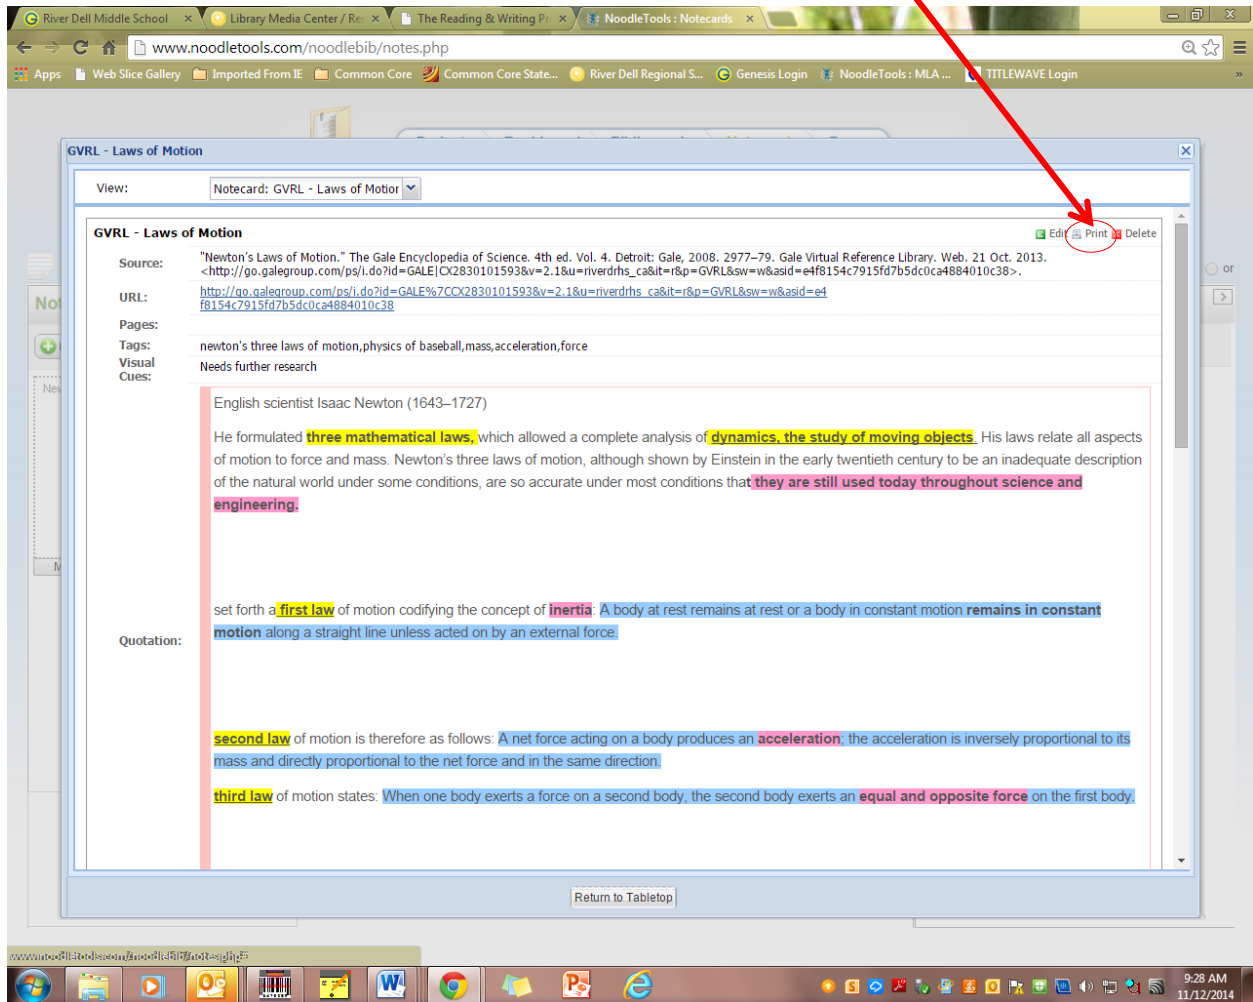 River Dell Middle School
Library Media Center / Re
The Reading & Writing Pr
NoodleTools : Notecards
www.noodletools.com/noodlebib/notes.php
Apps Web Slice Gallery Imported From IE Common Core Common Core State... River Dell Regional S... Genesis Login NoodleTools : MLA ... TITLEWAVE Login »
GVRL - Laws of Motion
View: Notecard: GVRL - Laws of Motior
GVRL - Laws of Motion
Edit Print Delete
Source: "Newton's Laws of Motion." The Gale Encyclopedia of Science. 4th ed. Vol. 4. Detroit: Gale, 2008. 2977–79. Gale Virtual Reference Library. Web. 21 Oct. 2013.
<http://go.galegroup.com/ps/i.do?id=GALE|CX2830101593&v=2.1&u=riverdrhs_ca&it=r&p=GVRL&sw=w&asid=e4f8154c7915fd7b5dc0ca4884010c38>.
URL: http://go.galegroup.com/ps/i.do?id=GALE%7CCX2830101593&v=2.1&u=riverdrhs_ca&it=r&p=GVRL&sw=w&asid=e4
f8154c7915fd7b5dc0ca4884010c38
Pages:
Tags: newton's three laws of motion,physics of baseball,mass,acceleration,force
Visual Cues: Needs further research
English scientist Isaac Newton (1643–1727)
He formulated three mathematical laws, which allowed a complete analysis of dynamics, the study of moving objects. His laws relate all aspects
of motion to force and mass. Newton's three laws of motion, although shown by Einstein in the early twentieth century to be an inadequate description
of the natural world under some conditions, are so accurate under most conditions that they are still used today throughout science and
engineering.
set forth a first law of motion codifying the concept of inertia: A body at rest remains at rest or a body in constant motion remains in constant
Quotation: motion along a straight line unless acted on by an external force.
second law of motion is therefore as follows: A net force acting on a body produces an acceleration; the acceleration is inversely proportional to its
mass and directly proportional to the net force and in the same direction.
third law of motion states: When one body exerts a force on a second body, the second body exerts an equal and opposite force on the first body.
or
Return to Tabletop
9:28 AM
11/12/2014